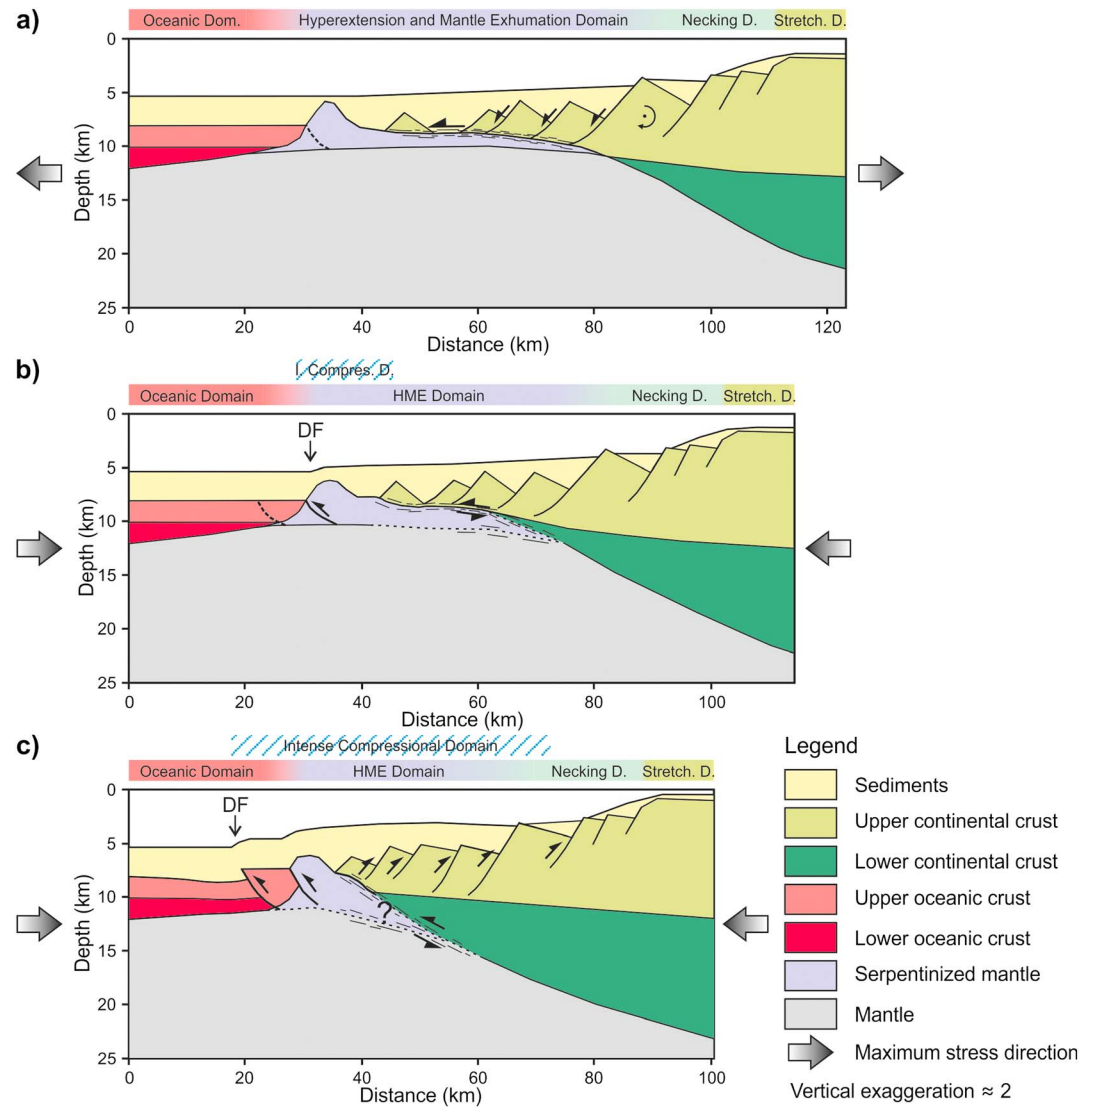 a)
Oceanic Dom.
Hyperextension and Mantle Exhumation Domain
Necking D.
Stretch. D.
0
5
10
15
20
25
Depth (km)
0
20
40
60
80
100
120
Distance (km)
b)
I. Compres. D.
Oceanic Domain
HME Domain
Necking D.
Stretch. D.
DF
0
5
10
15
20
25
Depth (km)
0
20
40
60
80
100
Distance (km)
c)
Intense Compressional Domain
Oceanic Domain
HME Domain
Necking D.
Stretch. D.
DF
?
0
5
10
15
20
25
Depth (km)
0
20
40
60
80
100
Distance (km)
Legend
Sediments
Upper continental crust
Lower continental crust
Upper oceanic crust
Lower oceanic crust
Serpentinized mantle
Mantle
Maximum stress direction
Vertical exaggeration ≈ 2